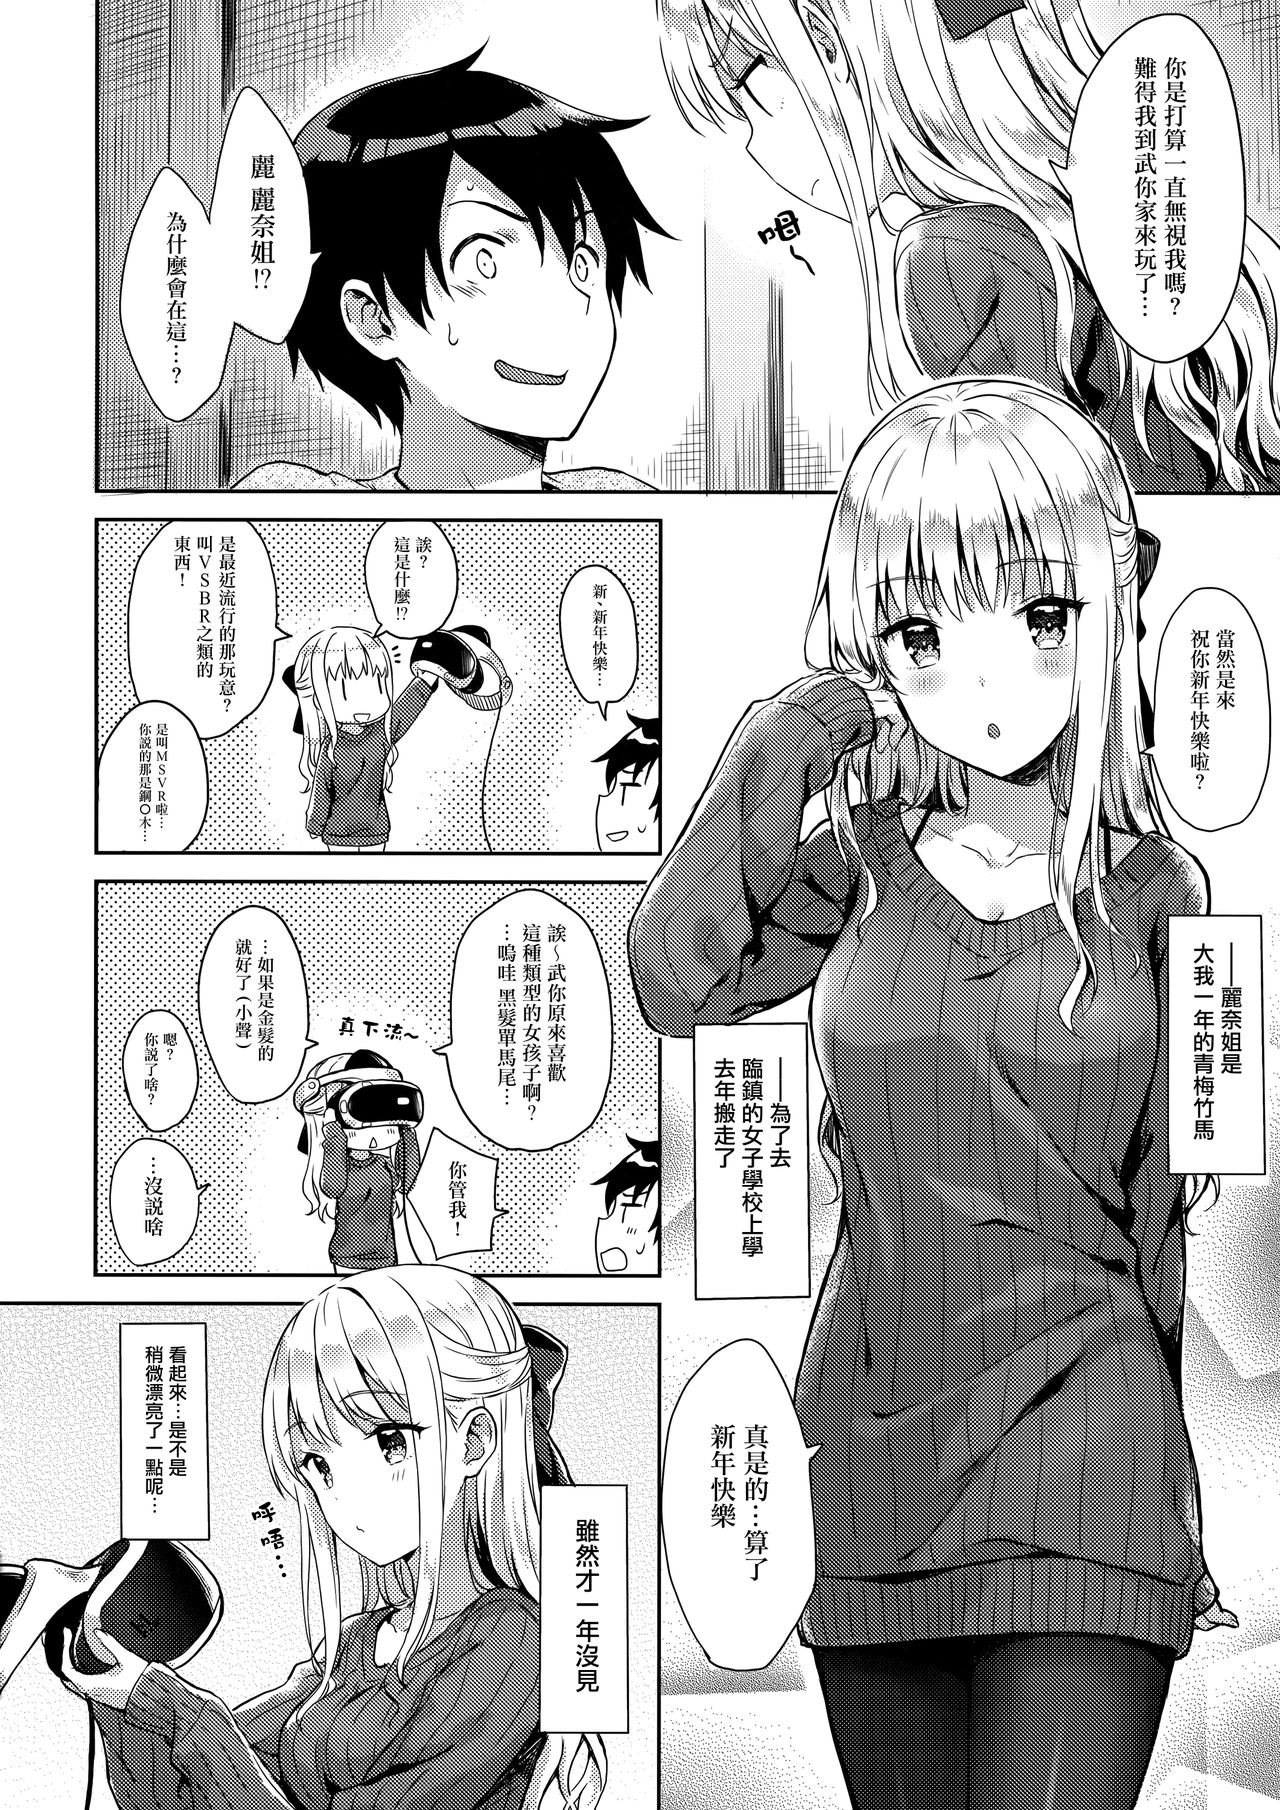 你是打算一直無視我嗎？
難得我到武你家來玩了…
哼～
麗 麗奈姐!?
為什麼會在這…？
當然是來
祝你新年快樂啦？
——麗奈姐是
大我一年的青梅竹馬
——為了去
臨鎮的女子學校上學
去年搬走了
真是的…算了
新年快樂
新、新年快樂…
誒？
這是什麼!?
是最近流行的那玩意？
叫VSBR之類的
東西！
是叫MSVR啦…
你説的那是鋼〇木…
誒～武你原來喜歡
這種類型的女孩子啊？
…嗚哇 黑髮單馬尾…
真下流～
你管我！
…如果是金髮的
就好了(小聲)
嗯？
你説了啥？
…沒説啥
雖然才一年沒見
呼唔…
看起來…是不是
稍微漂亮了一點呢…